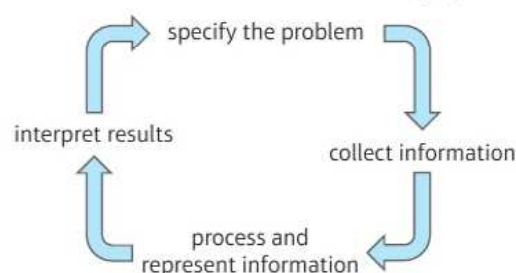 specify the problem
collect information
process and
represent information
interpret results